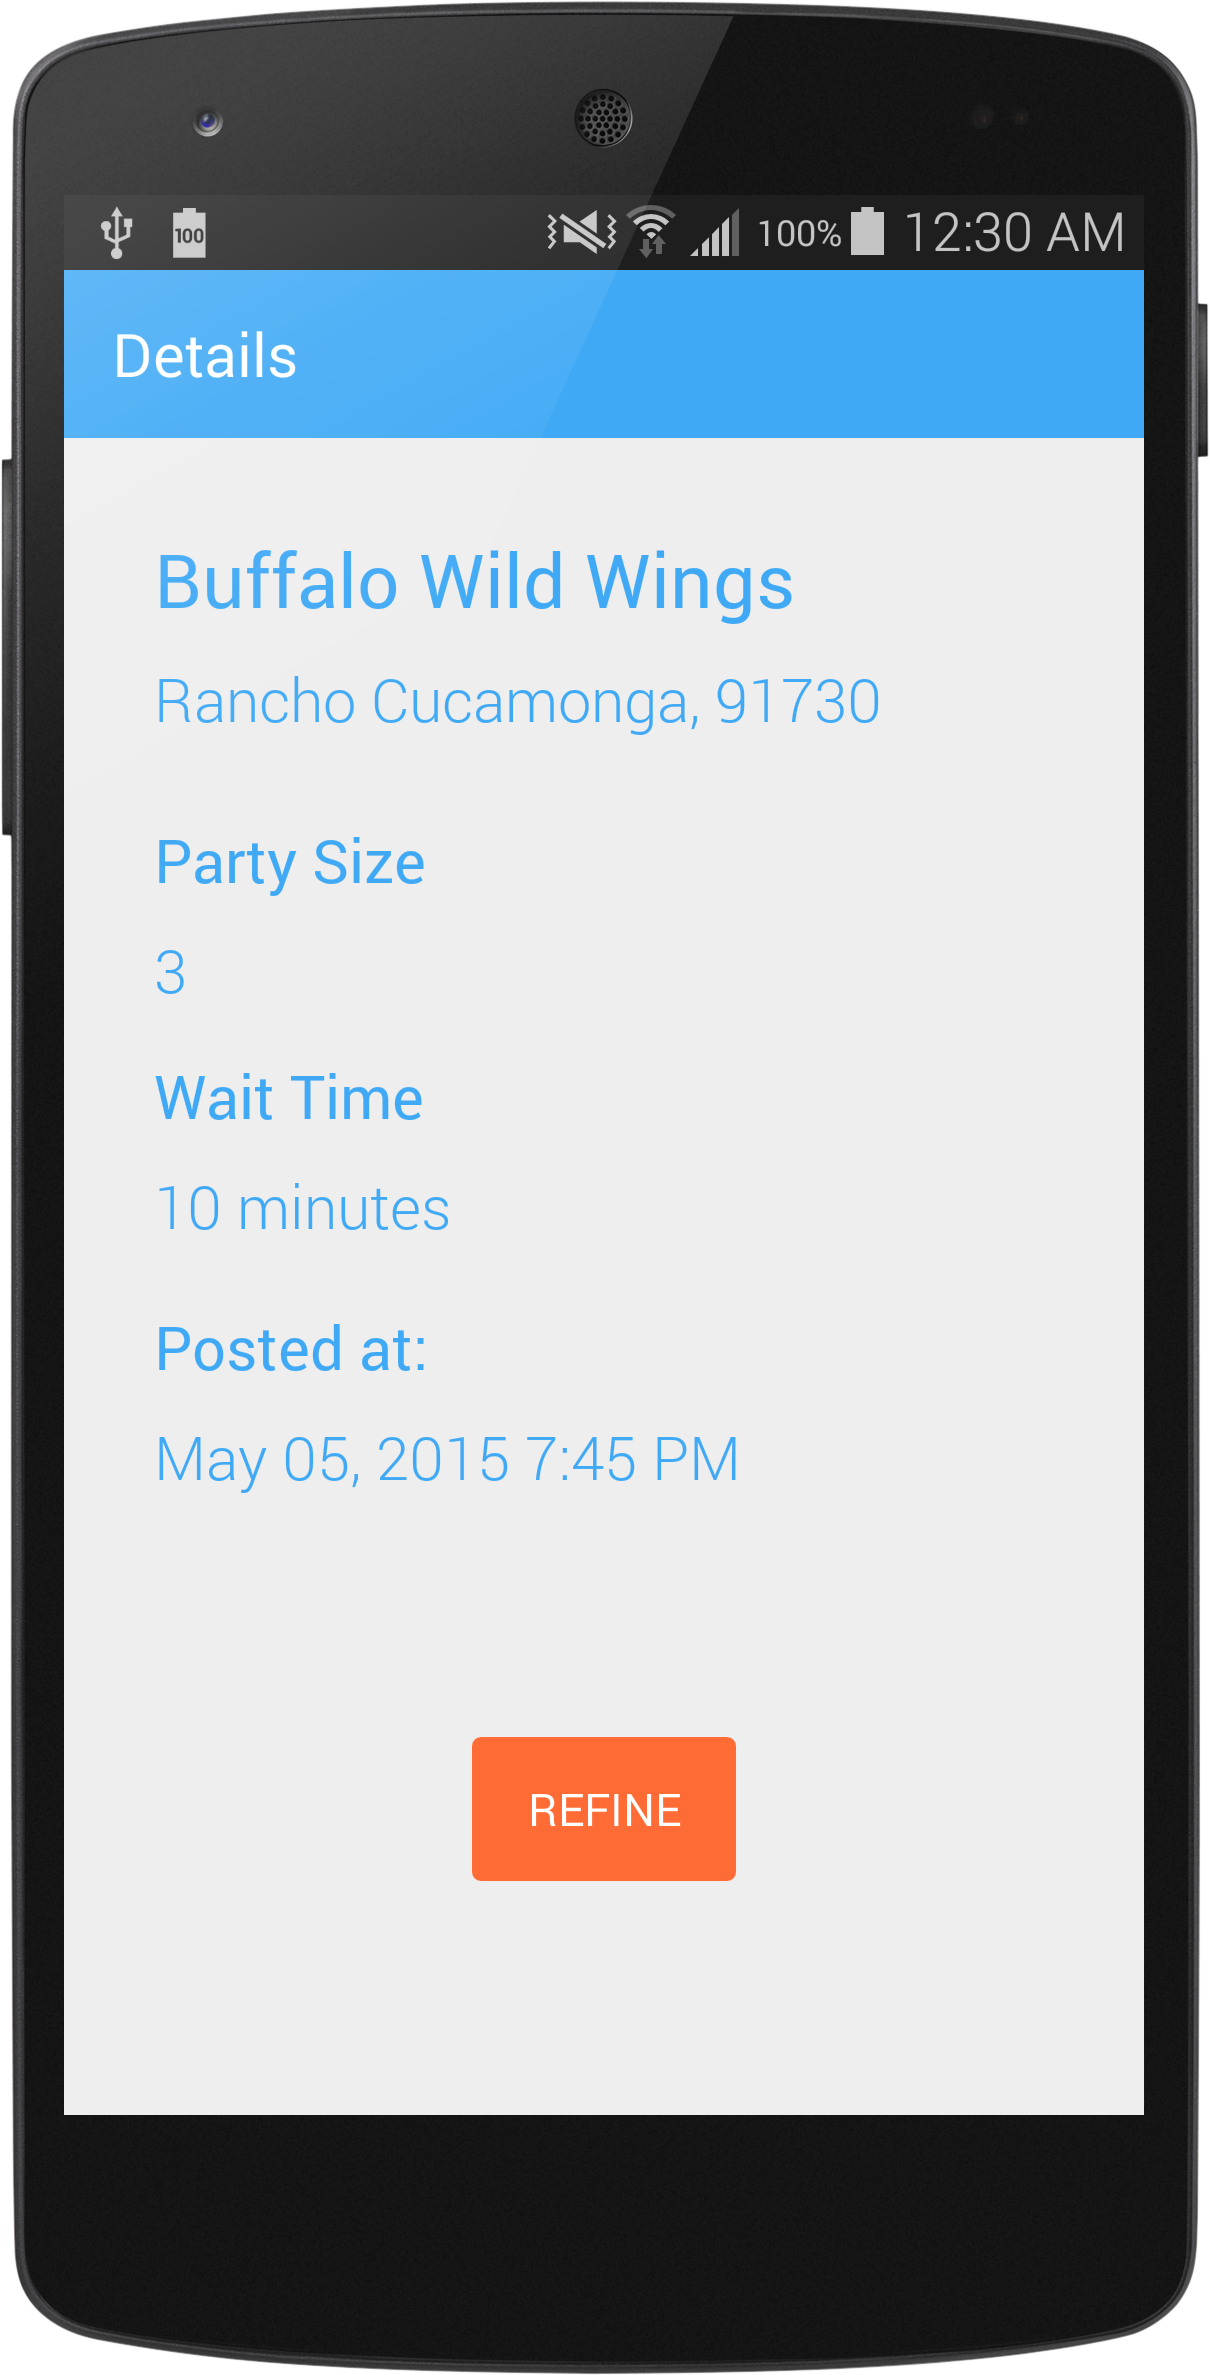 100 100% 12:30 AM
Details
Buffalo Wild Wings
Rancho Cucamonga, 91730
Party Size
3
Wait Time
10 minutes
Posted at:
May 05, 2015 7:45 PM
REFINE